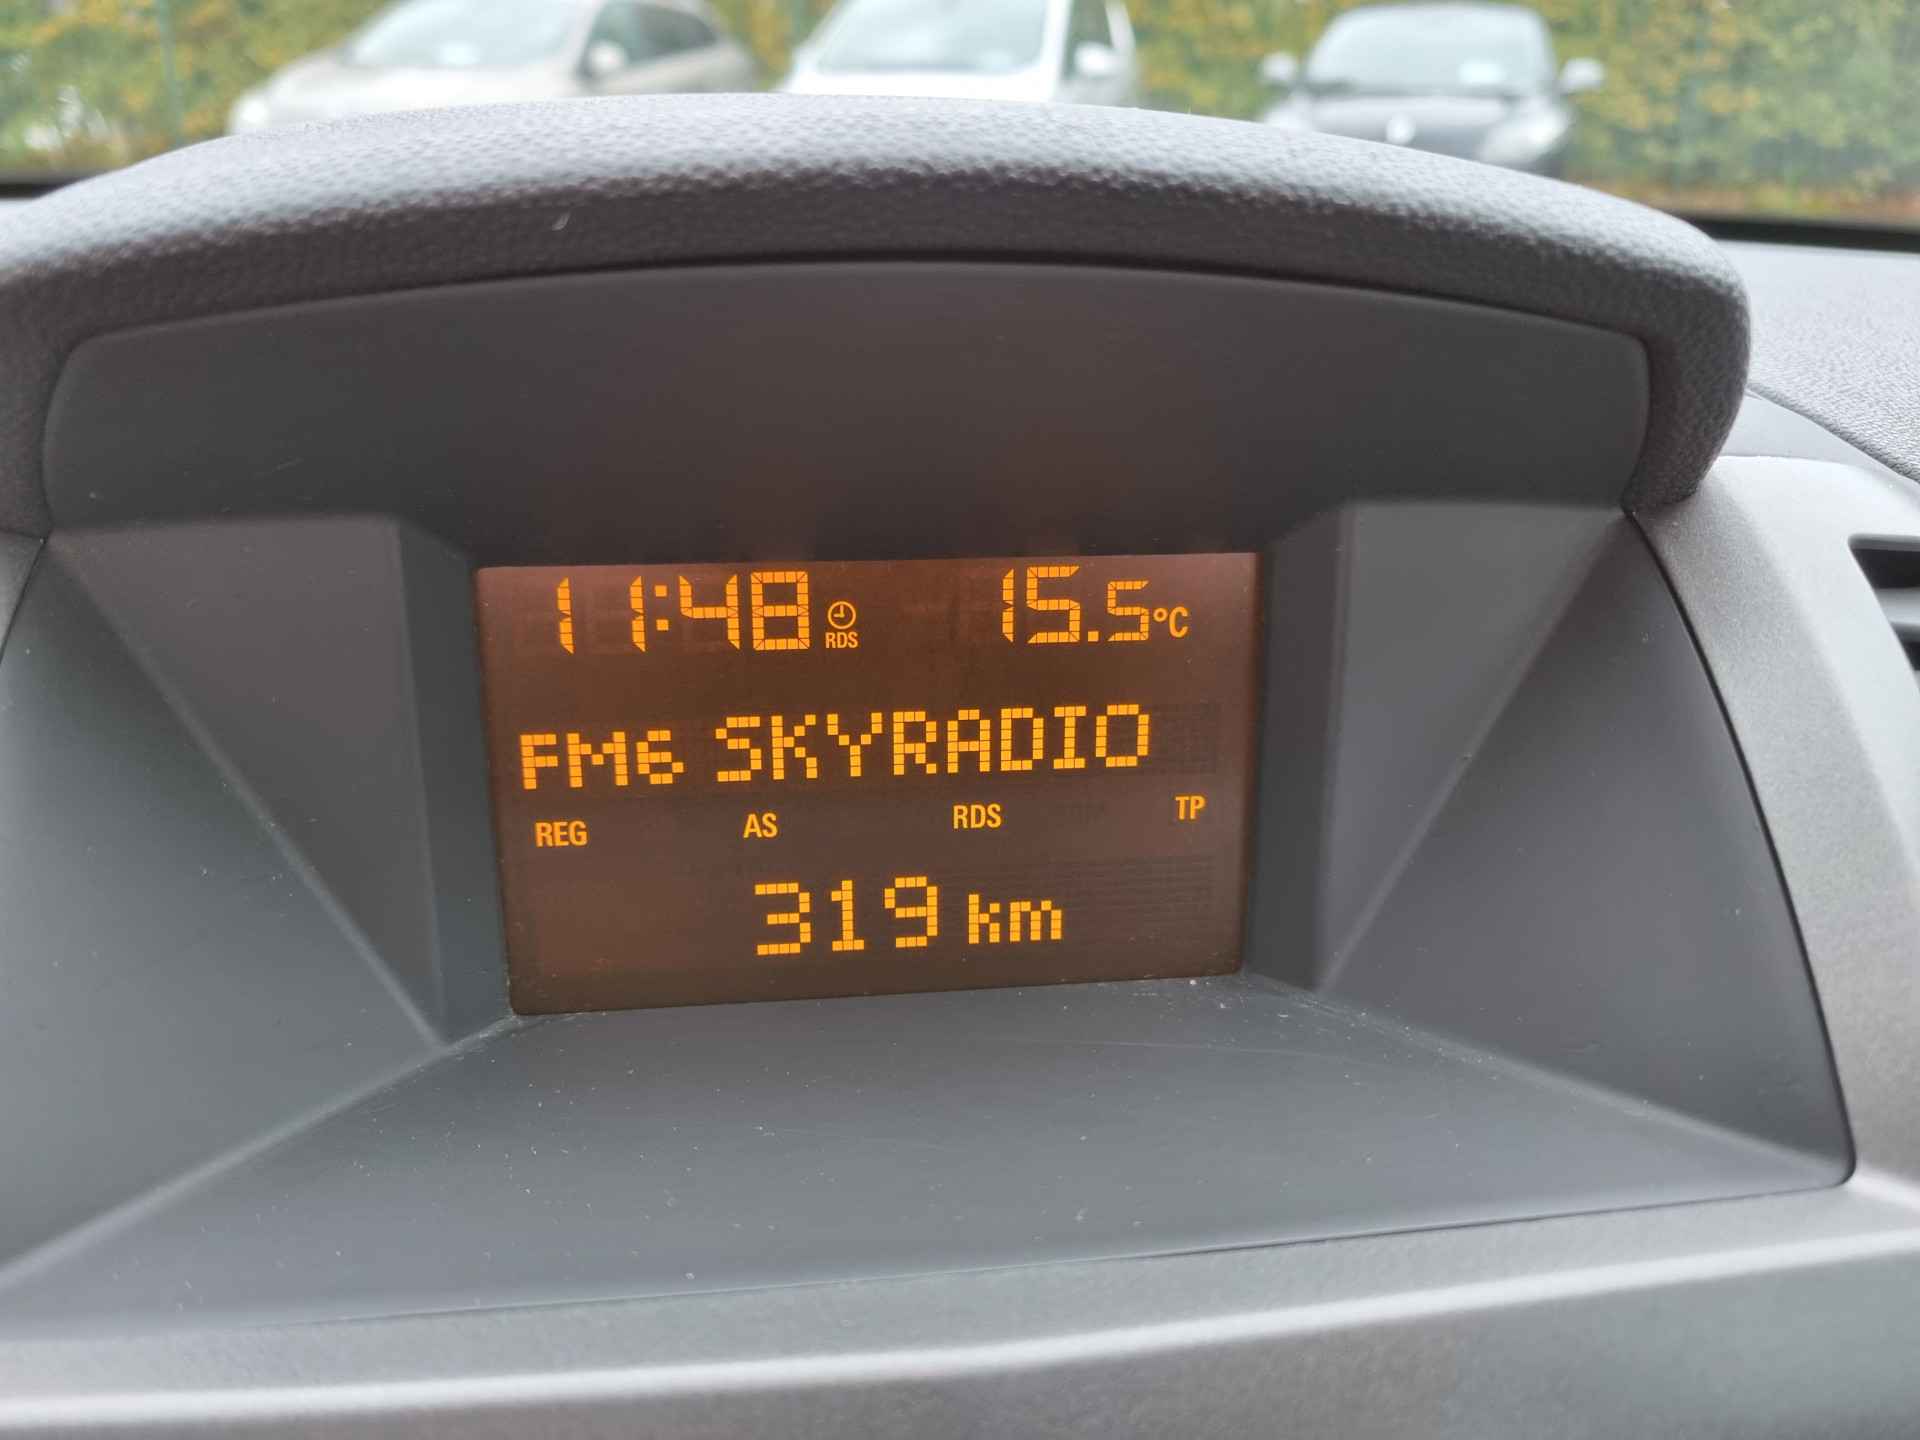 11:48 RDS 15.5°C
FM6 SKYRADIO
REG AS RDS TP
319 km